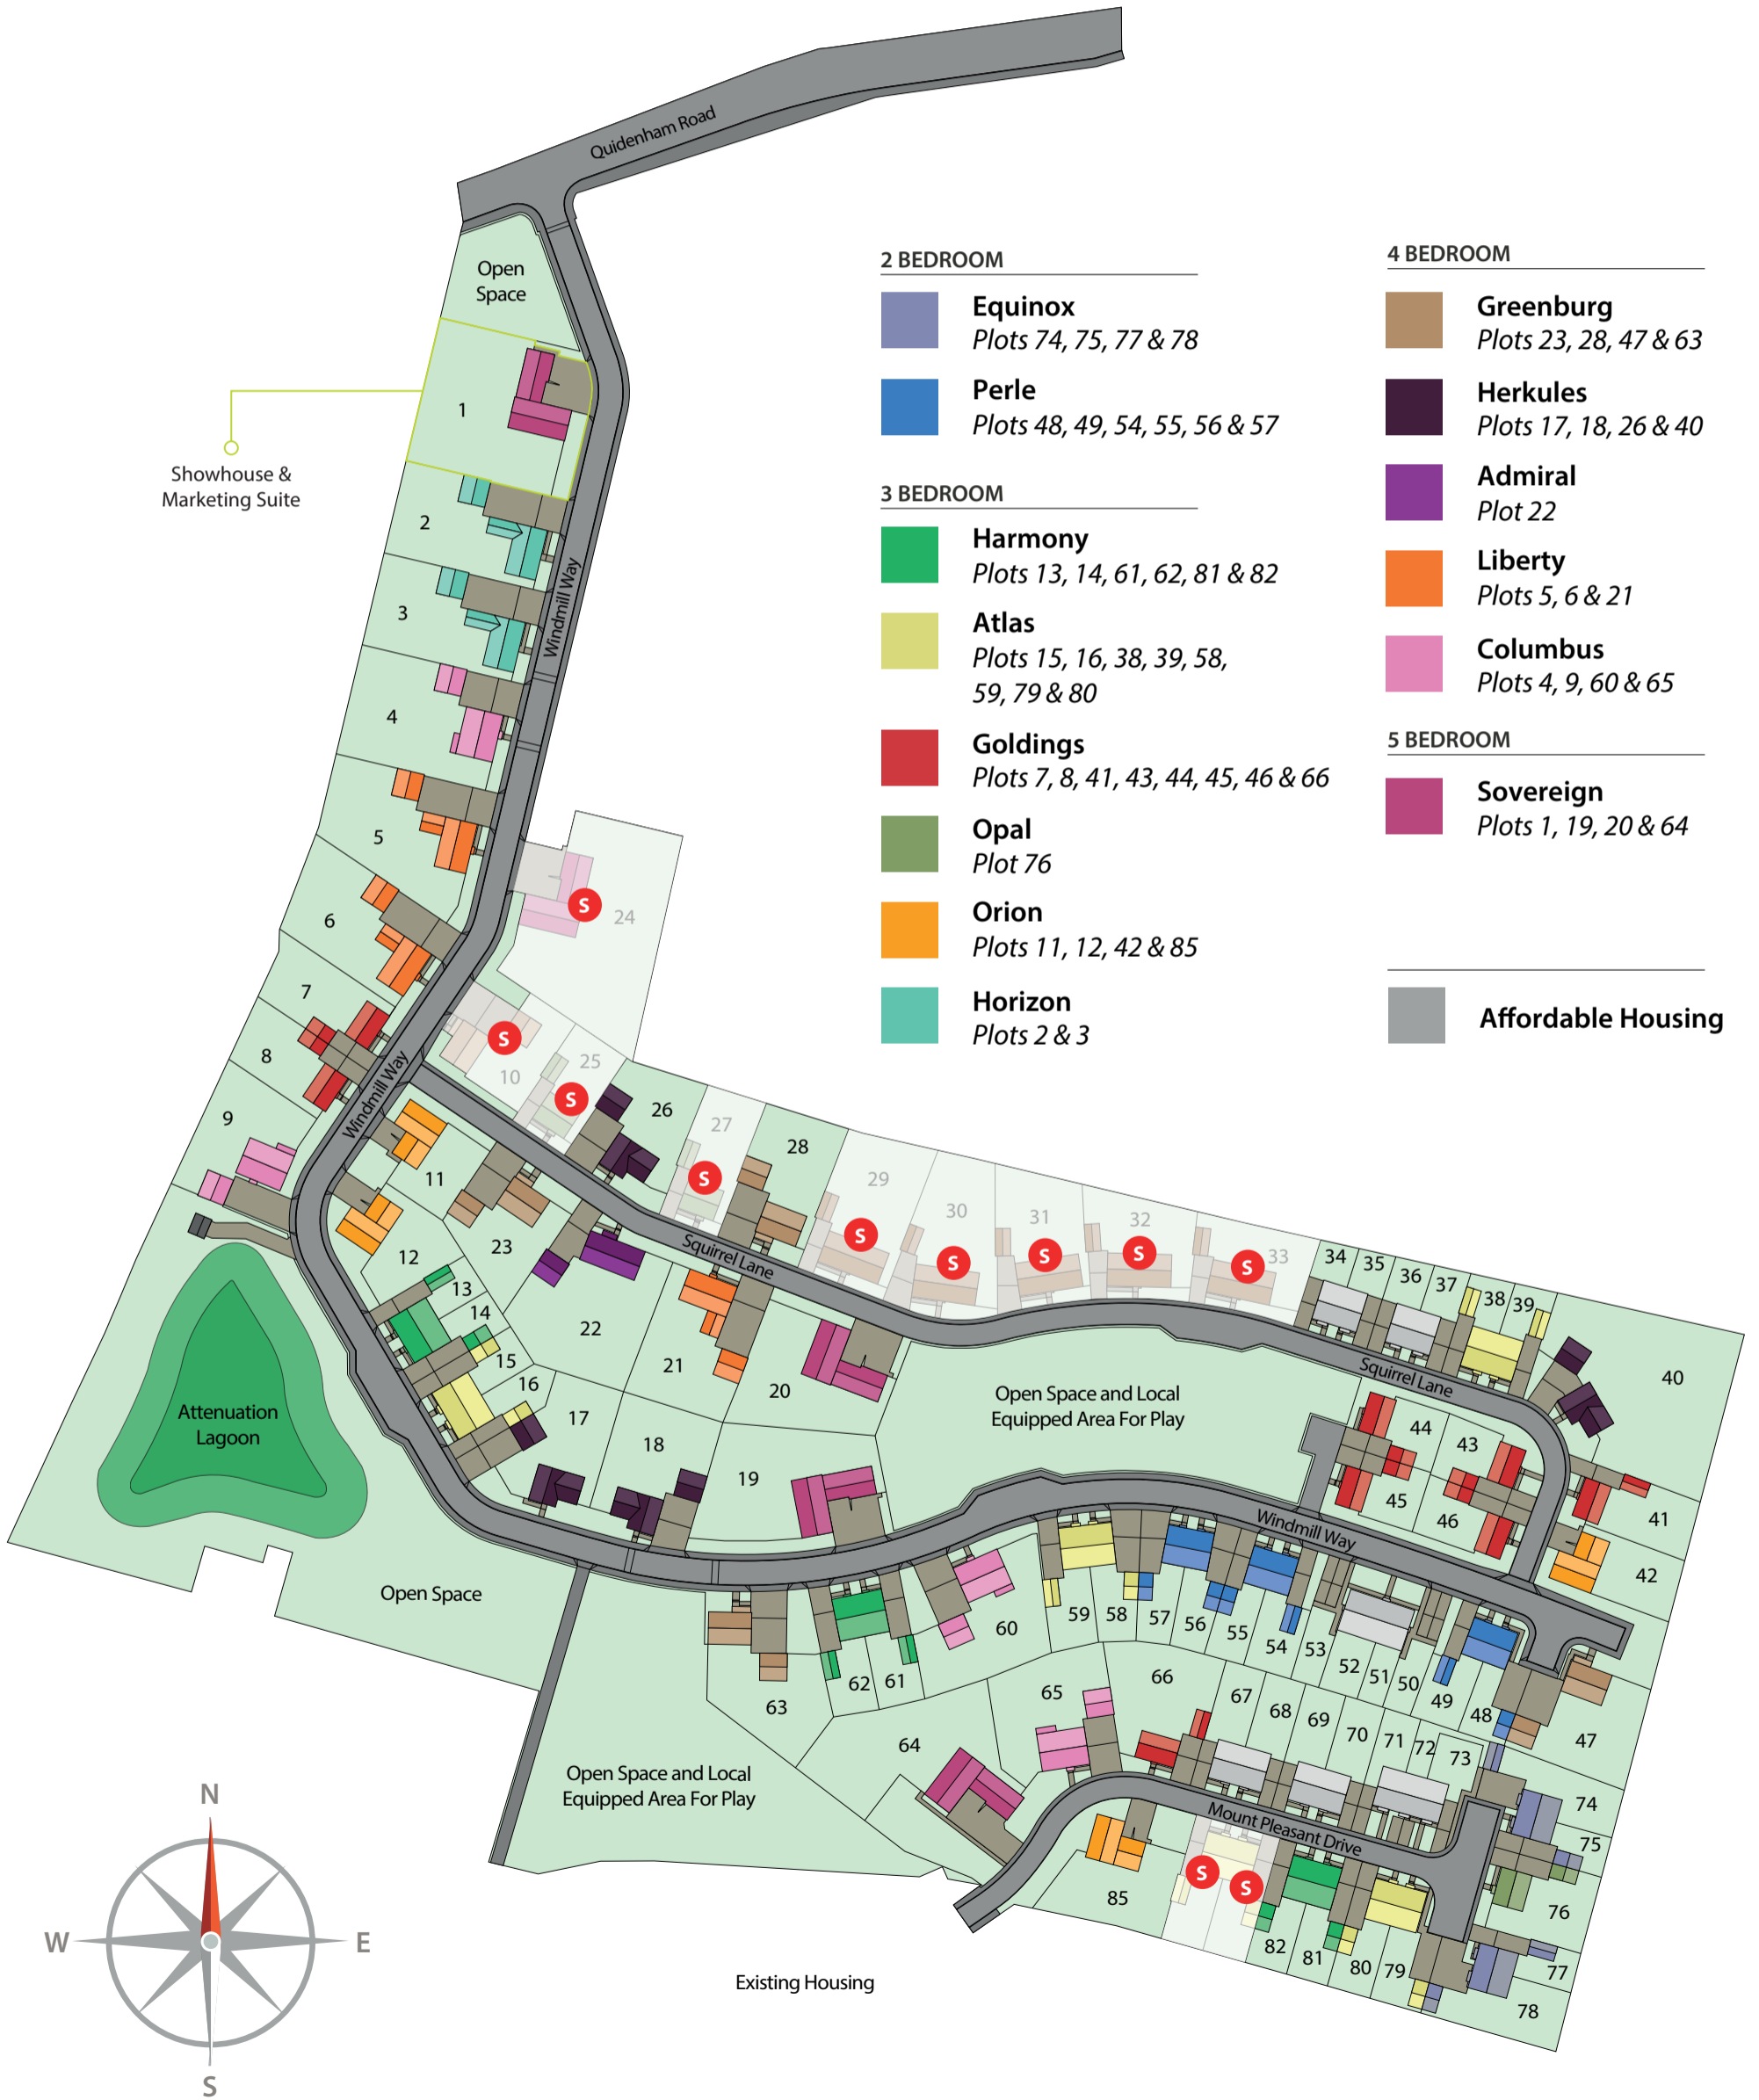 Quidenham Road
Open
Space
1
Showhouse &
Marketing Suite
2
3
Windmill Way
4
5
6
7
8
9
S
24
S
10
25
S
26
27
S
28
29
S
30
S
31
S
32
S
33
S
34
35
36
37
38
39
40
Windmill Way
11
12
23
13
14
15
16
17
18
19
20
21
22
Squirrel Lane
Squirrel Lane
Open Space and Local
Equipped Area For Play
44
43
45
46
41
42
Windmill Way
Attenuation
Lagoon
Open Space
63
62
61
60
59
58
57
56
55
54
53
52
51
50
49
48
47
64
65
66
67
68
69
70
71
72
73
74
75
76
77
78
Open Space and Local
Equipped Area For Play
Mount Pleasant Drive
85
S
S
82
81
80
79
Existing Housing
N
W
E
S
2 BEDROOM
Equinox
Plots 74, 75, 77 & 78
Perle
Plots 48, 49, 54, 55, 56 & 57
3 BEDROOM
Harmony
Plots 13, 14, 61, 62, 81 & 82
Atlas
Plots 15, 16, 38, 39, 58,
59, 79 & 80
Goldings
Plots 7, 8, 41, 43, 44, 45, 46 & 66
Opal
Plot 76
Orion
Plots 11, 12, 42 & 85
Horizon
Plots 2 & 3
4 BEDROOM
Greenburg
Plots 23, 28, 47 & 63
Herkules
Plots 17, 18, 26 & 40
Admiral
Plot 22
Liberty
Plots 5, 6 & 21
Columbus
Plots 4, 9, 60 & 65
5 BEDROOM
Sovereign
Plots 1, 19, 20 & 64
Affordable Housing